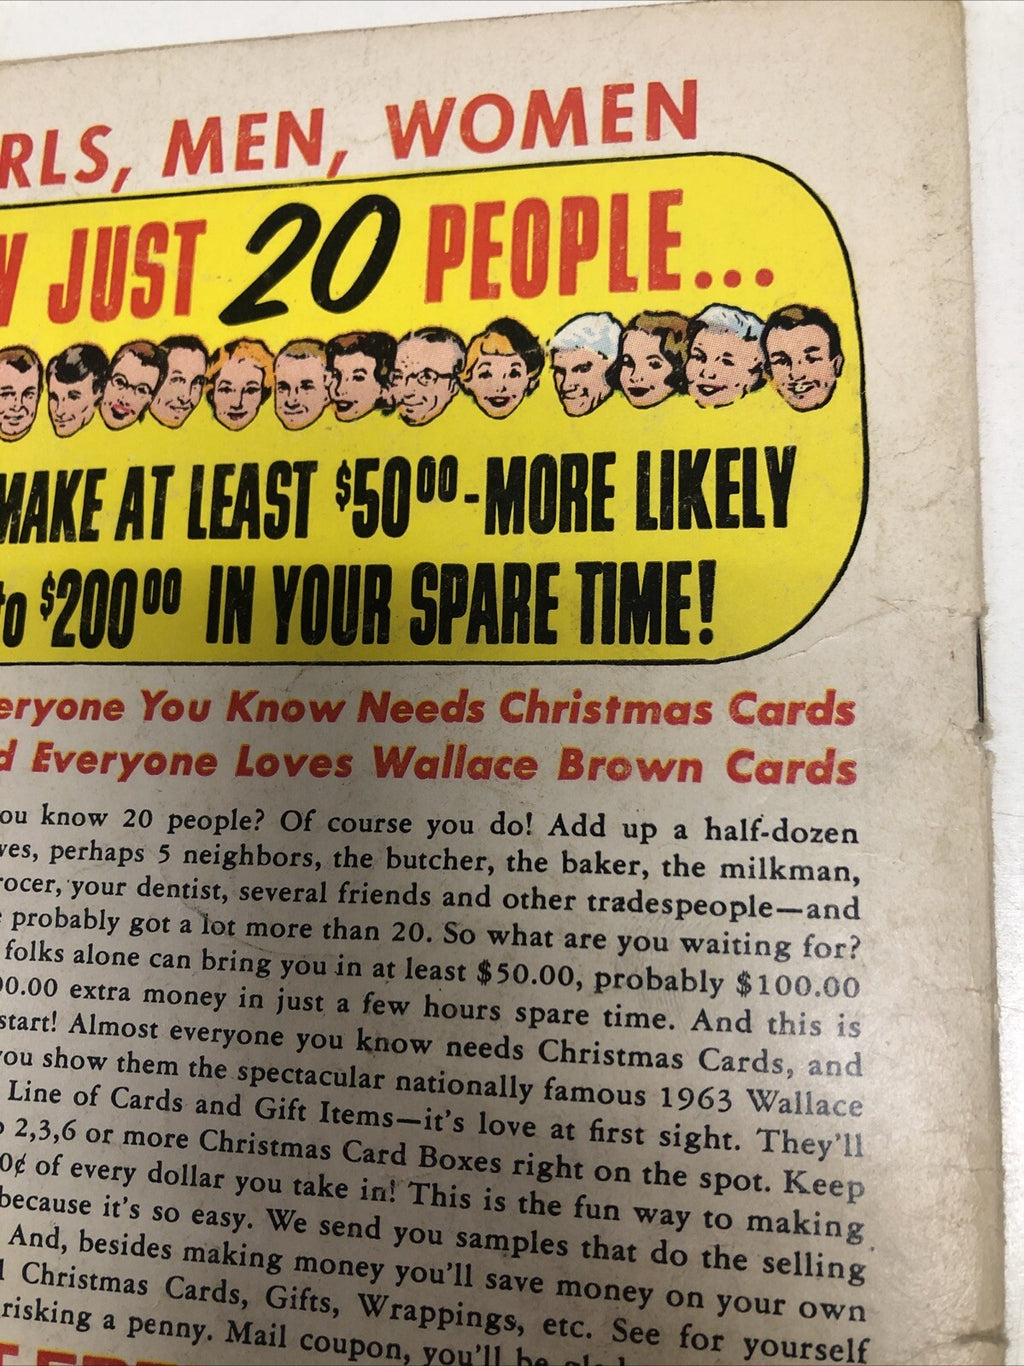 RLS, MEN, WOMEN
JUST 20 PEOPLE...
MAKE AT LEAST $50⁰⁰-MORE LIKELY
to $200⁰⁰ IN YOUR SPARE TIME!
eryone You Know Needs Christmas Cards
d Everyone Loves Wallace Brown Cards
ou know 20 people? Of course you do! Add up a half-dozen
ves, perhaps 5 neighbors, the butcher, the baker, the milkman,
rocer, your dentist, several friends and other tradespeople—and
probably got a lot more than 20. So what are you waiting for?
folks alone can bring you in at least $50.00, probably $100.00
00.00 extra money in just a few hours spare time. And this is
start! Almost everyone you know needs Christmas Cards, and
you show them the spectacular nationally famous 1963 Wallace
Line of Cards and Gift Items—it's love at first sight. They'll
2,3,6 or more Christmas Card Boxes right on the spot. Keep
0¢ of every dollar you take in! This is the fun way to making
because it's so easy. We send you samples that do the selling
And, besides making money you'll save money on your own
l Christmas Cards, Gifts, Wrappings, etc. See for yourself
risking a penny. Mail coupon, you'll be